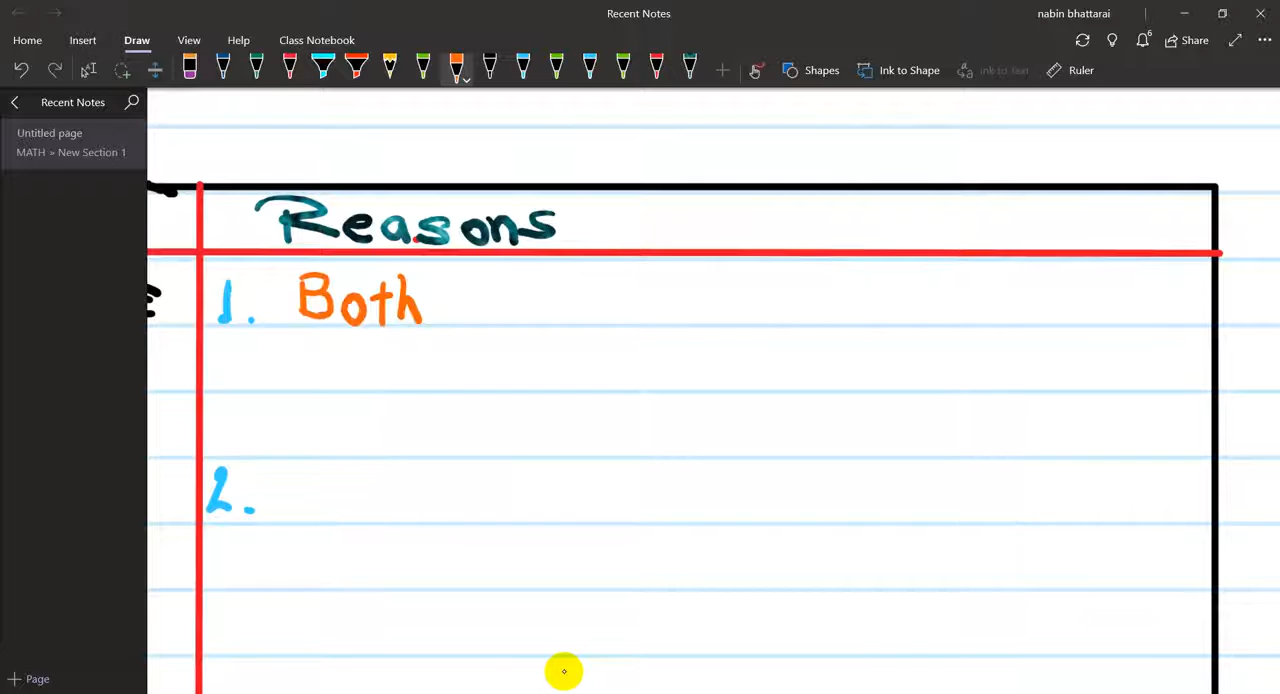 Recent Notes
nabin bhattarai
Home Insert Draw View Help Class Notebook
6 Share
Shapes Ink to Shape Ink to Text Ruler
Recent Notes
Untitled page
MATH » New Section 1
Reasons
1. Both
2.
Page